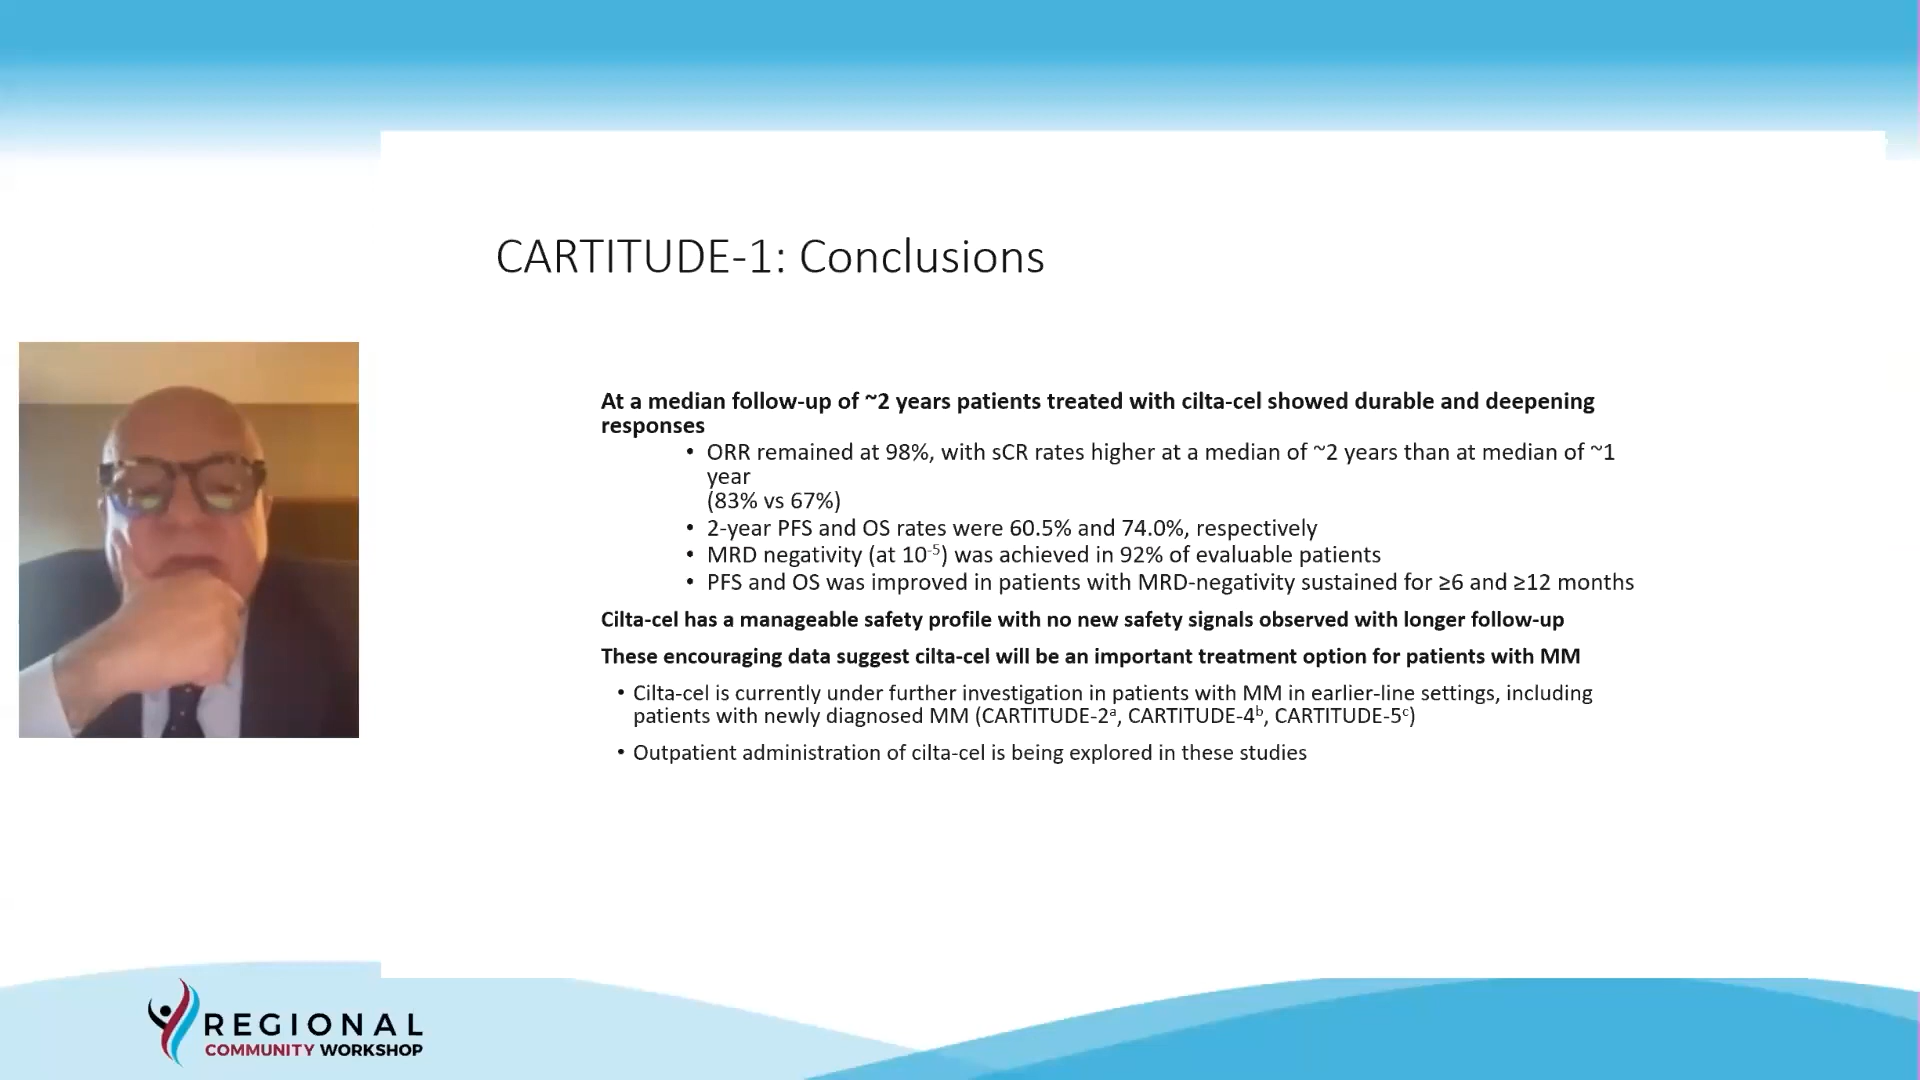 CARTITUDE-1: Conclusions
At a median follow-up of ~2 years patients treated with cilta-cel showed durable and deepening
responses
• ORR remained at 98%, with sCR rates higher at a median of ~2 years than at median of ~1
year
(83% vs 67%)
• 2-year PFS and OS rates were 60.5% and 74.0%, respectively
• MRD negativity (at 10⁻⁵) was achieved in 92% of evaluable patients
• PFS and OS was improved in patients with MRD-negativity sustained for ≥6 and ≥12 months
Cilta-cel has a manageable safety profile with no new safety signals observed with longer follow-up
These encouraging data suggest cilta-cel will be an important treatment option for patients with MM
• Cilta-cel is currently under further investigation in patients with MM in earlier-line settings, including
patients with newly diagnosed MM (CARTITUDE-2ᵃ, CARTITUDE-4ᵇ, CARTITUDE-5ᶜ)
• Outpatient administration of cilta-cel is being explored in these studies
REGIONAL
COMMUNITY WORKSHOP